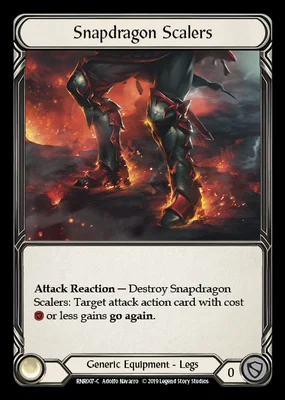 Snapdragon Scalers
Attack Reaction — Destroy Snapdragon
Scalers: Target attack action card with cost
or less gains go again.
Generic Equipment - Legs
0
RNR007-C Adolfo Navarro © 2019 Legend Story Studios